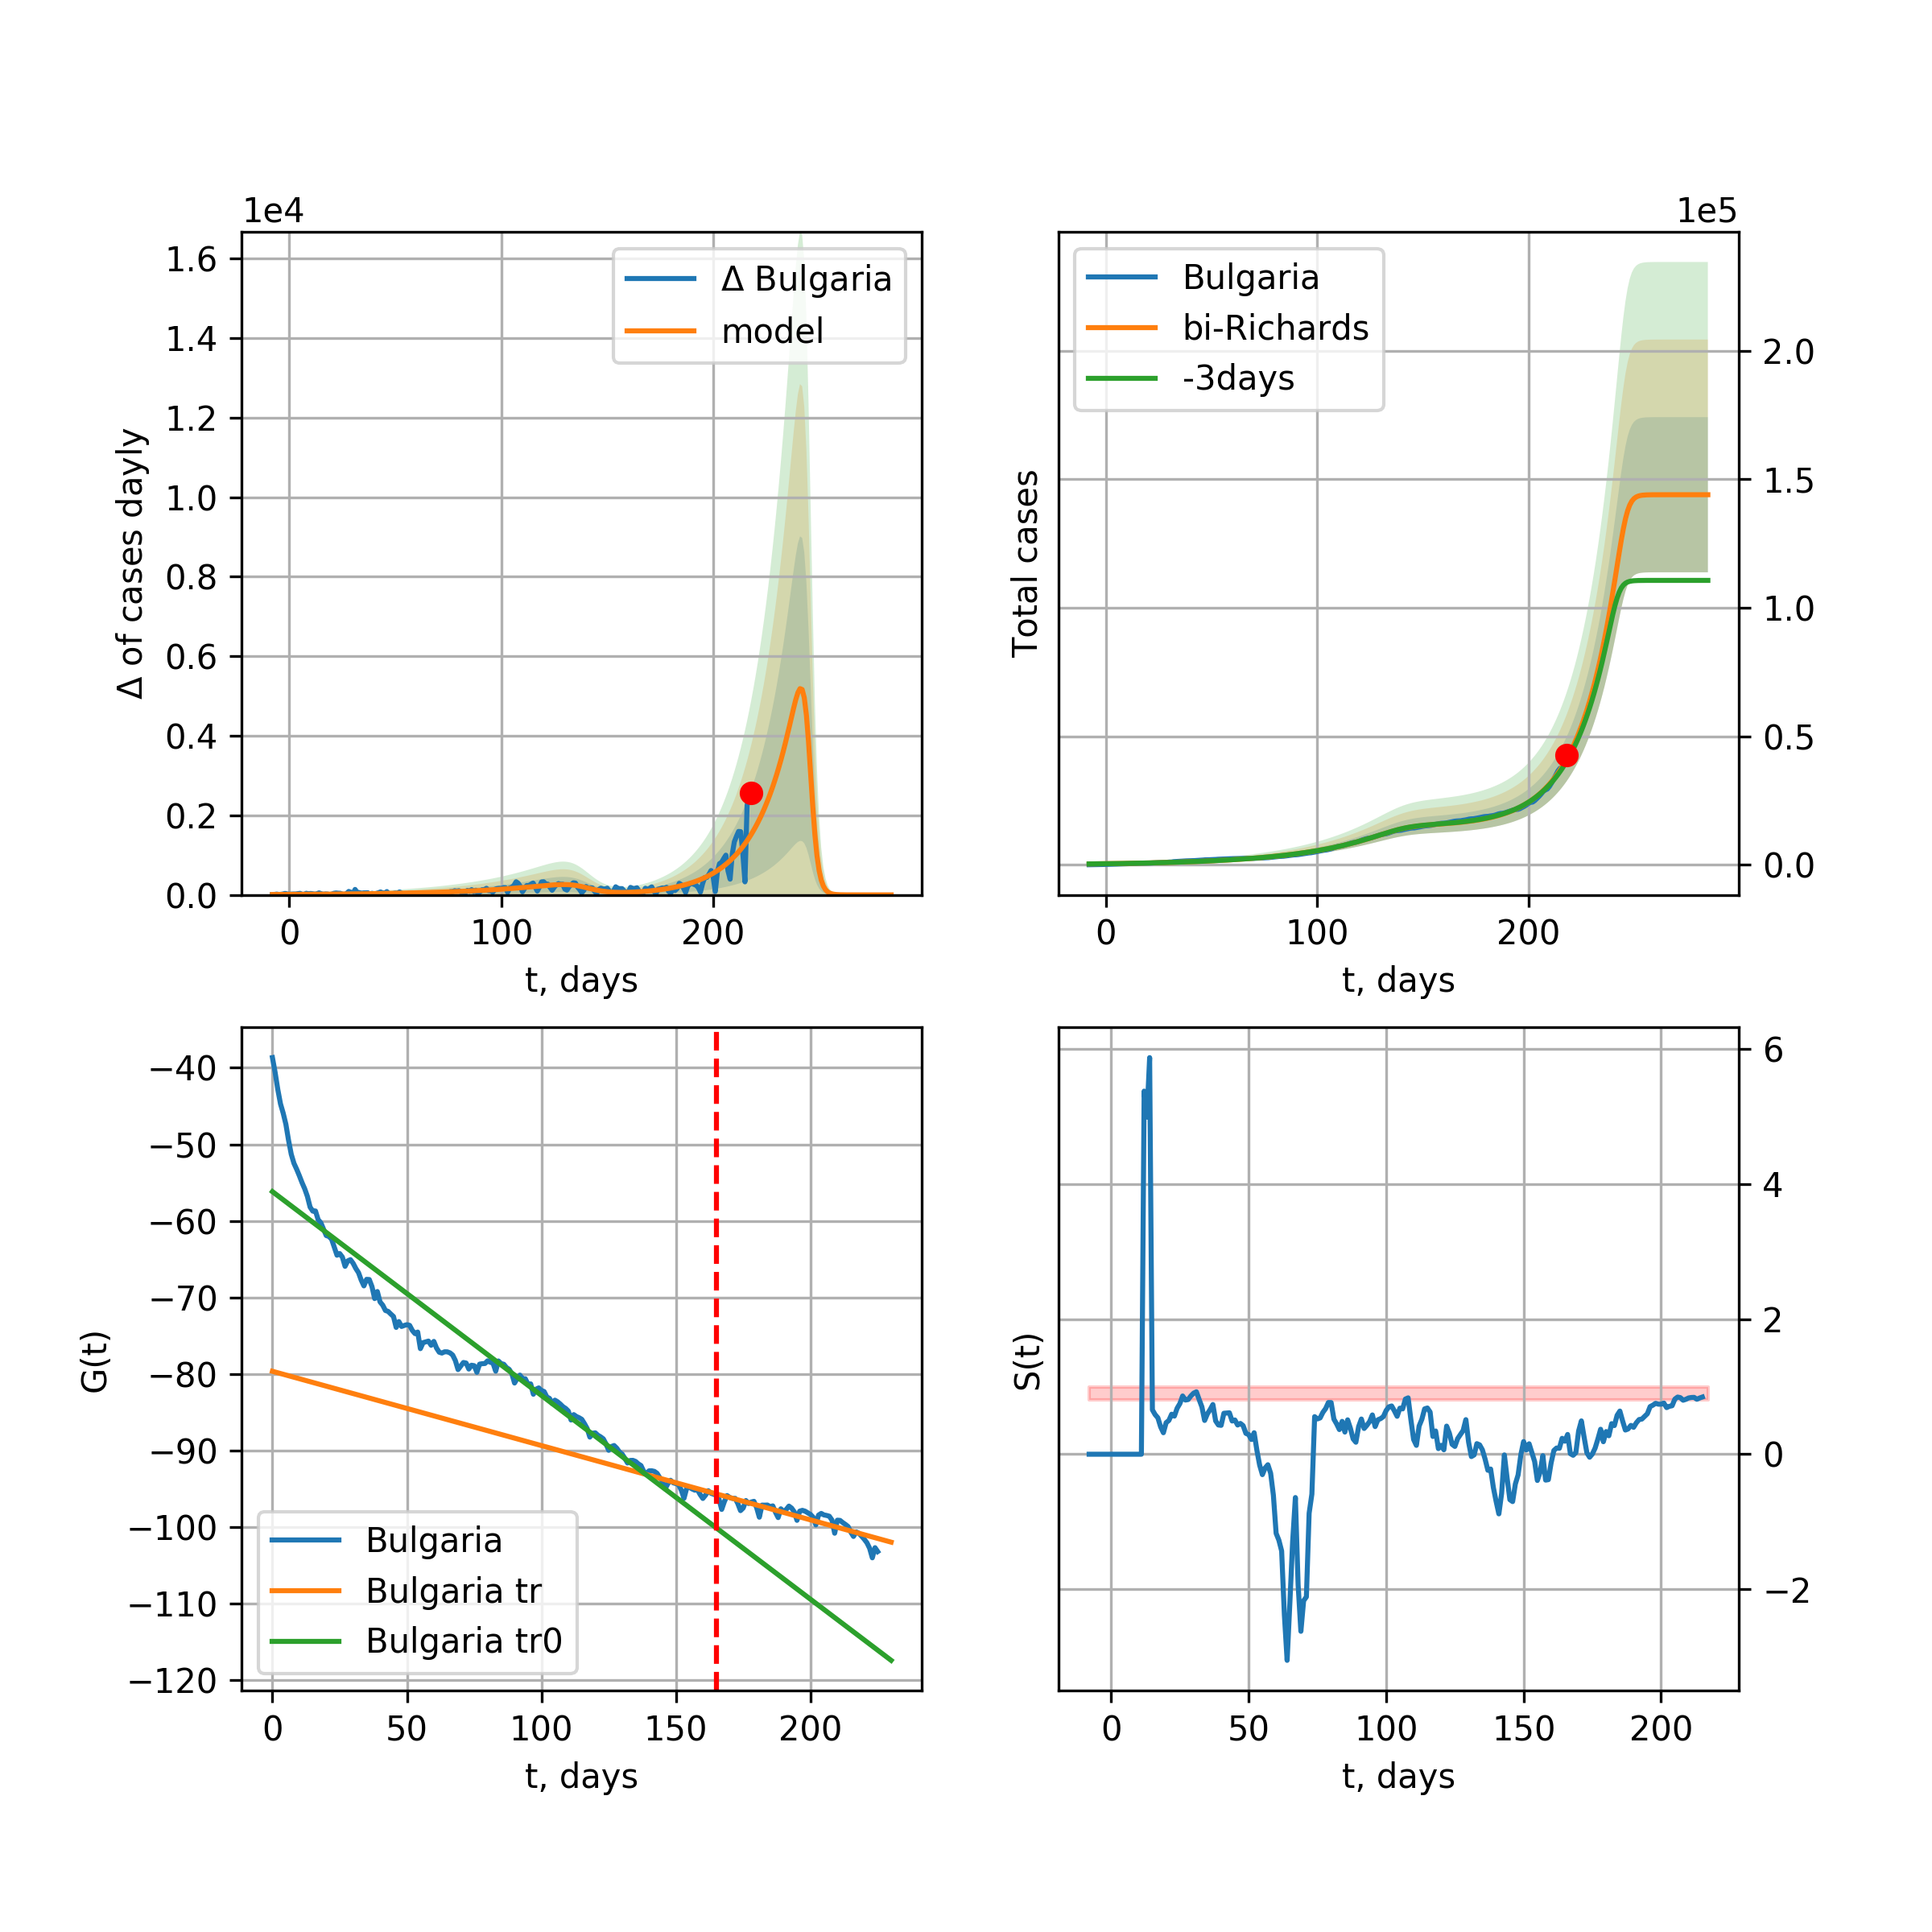 1e4
1.6
1.4
1.2
1.0
0.8
0.6
0.4
0.2
0.0
Δ of cases dayly
Δ Bulgaria
model
0 100 200
t, days
1e5
Bulgaria
bi-Richards
-3days
2.0
1.5
1.0
0.5
0.0
Total cases
0 100 200
t, days
−40
−50
−60
−70
−80
−90
−100
−110
−120
G(t)
Bulgaria
Bulgaria tr
Bulgaria tr0
0 50 100 150 200
t, days
6
4
2
0
−2
S(t)
0 50 100 150 200
t, days